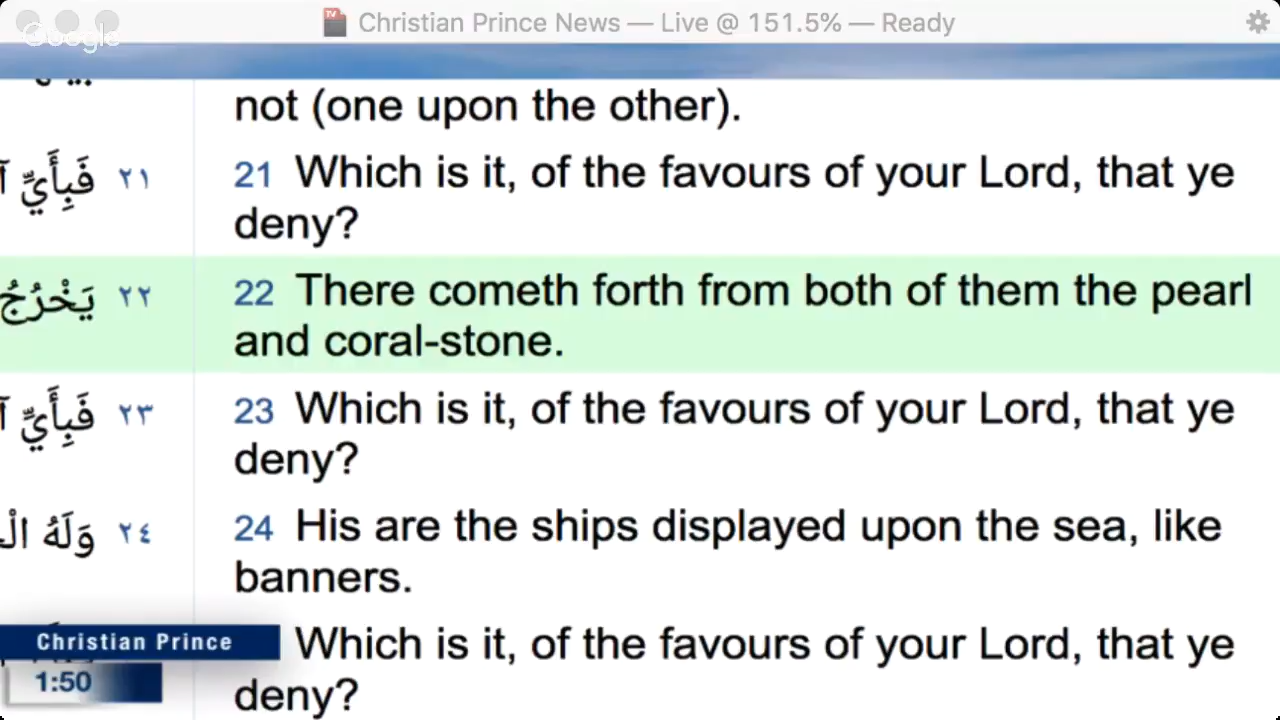 Christian Prince News — Live @ 151.5% — Ready
Google
not (one upon the other).
فَبِأَيِّ ٢١
21 Which is it, of the favours of your Lord, that ye
deny?
يَخْرُجُ ٢٢
22 There cometh forth from both of them the pearl
and coral-stone.
فَبِأَيِّ ٢٣
23 Which is it, of the favours of your Lord, that ye
deny?
وَلَهُ ٢٤
24 His are the ships displayed upon the sea, like
banners.
Christian Prince
Which is it, of the favours of your Lord, that ye
1:50
deny?